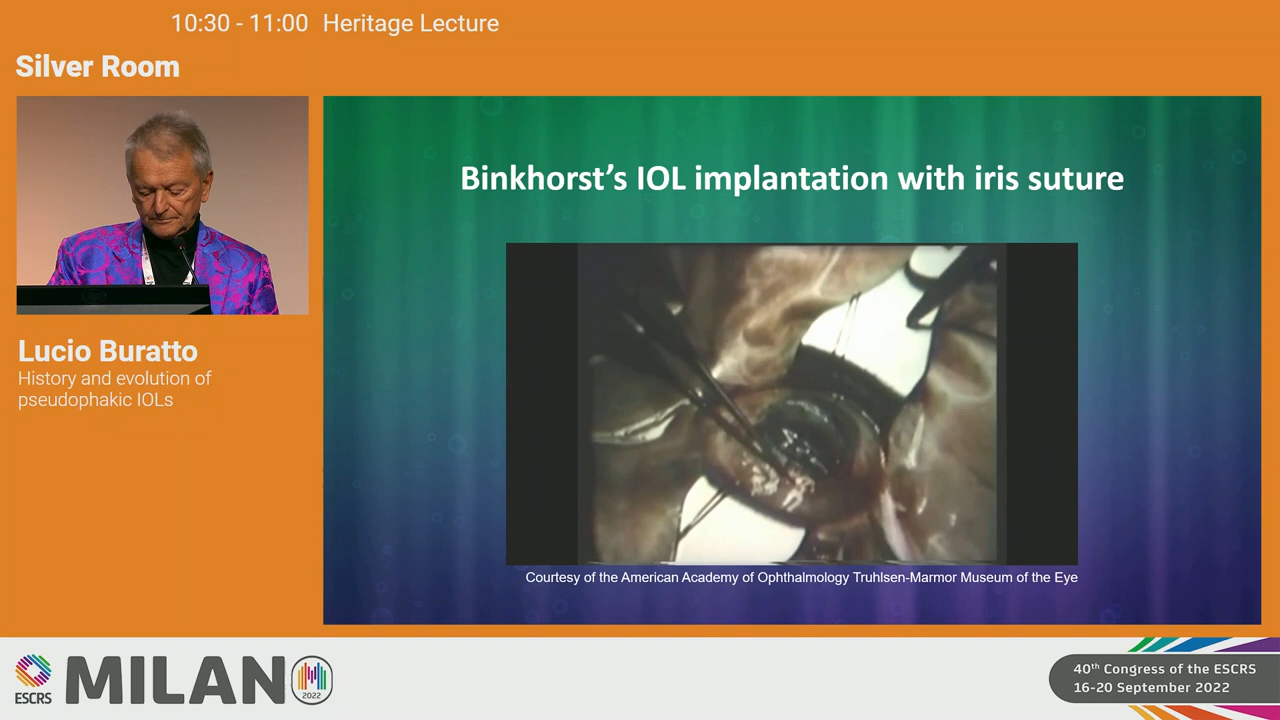 10:30 - 11:00 Heritage Lecture
Silver Room
Lucio Buratto
History and evolution of
pseudophakic IOLs
Binkhorst's IOL implantation with iris suture
Courtesy of the American Academy of Ophthalmology Truhlsen-Marmor Museum of the Eye
ESCRS
MILANO
2022
40th Congress of the ESCRS
16-20 September 2022